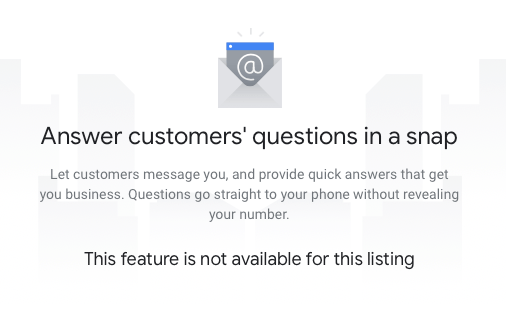 Answer customers' questions in a snap
Let customers message you, and provide quick answers that get
you business. Questions go straight to your phone without revealing
your number.
This feature is not available for this listing